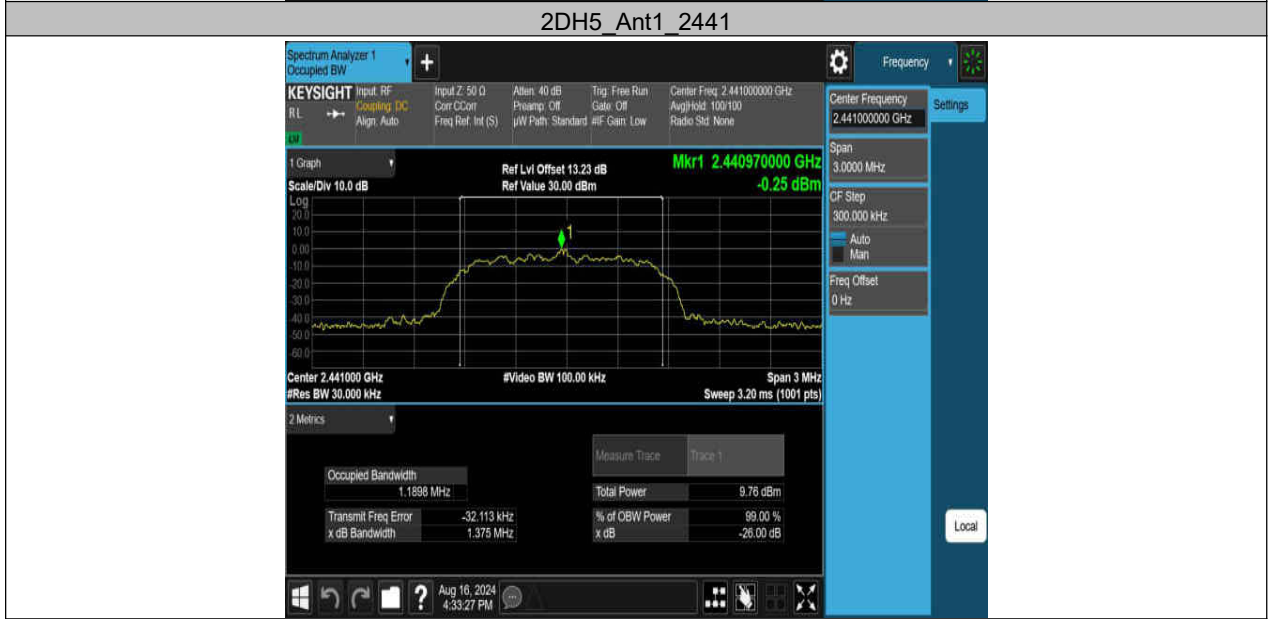 2DH5_Ant1_2441
Spectrum Analyzer 1
Occupied BW
+
Frequency
KEYSIGHT
RL
Input: RF
Coupling: DC
Align: Auto
Input Z: 50 Ω
Corr CCorr
Freq Ref: Int (S)
Atten: 40 dB
Preamp: Off
µW Path: Standard
Trig: Free Run
Gate: Off
#IF Gain: Low
Center Freq: 2.441000000 GHz
Avg|Hold: 100/100
Radio Std: None
Center Frequency
2.441000000 GHz
Settings
Span
3.0000 MHz
CF Step
300.000 kHz
Auto
Man
Freq Offset
0 Hz
Local
1 Graph
Scale/Div 10.0 dB
Ref Lvl Offset 13.23 dB
Ref Value 30.00 dBm
Mkr1 2.440970000 GHz
-0.25 dBm
Log
20.0
10.0
0.00
-10.0
-20.0
-30.0
-40.0
-50.0
-60.0
1
Center 2.441000 GHz
#Res BW 30.000 kHz
#Video BW 100.00 kHz
Span 3 MHz
Sweep 3.20 ms (1001 pts)
2 Metrics
Measure Trace Trace 1
Occupied Bandwidth
1.1898 MHz
Total Power 9.76 dBm
Transmit Freq Error -32.113 kHz
% of OBW Power 99.00 %
x dB Bandwidth 1.375 MHz
x dB -26.00 dB
?
Aug 16, 2024
4:33:27 PM